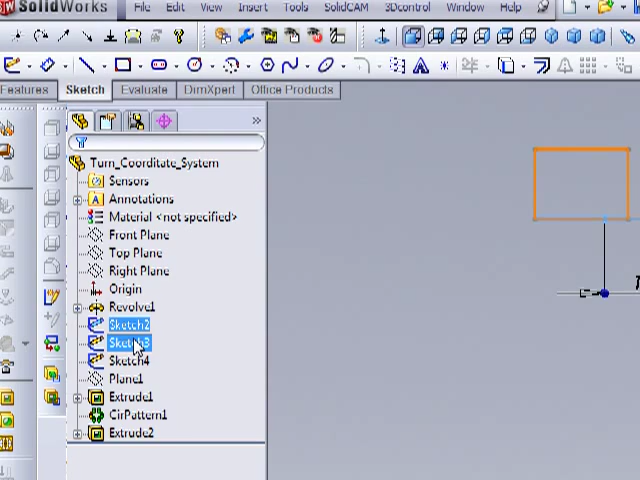 SolidWorks File Edit View Insert Tools SolidCAM 3Dcontrol Window Help
Features Sketch Evaluate DimXpert Office Products
Turn_Coorditate_System
Sensors
Annotations
Material <not specified>
Front Plane
Top Plane
Right Plane
Origin
Revolve1
Sketch2
Sketch3
Sketch4
Plane1
Extrude1
CirPattern1
Extrude2